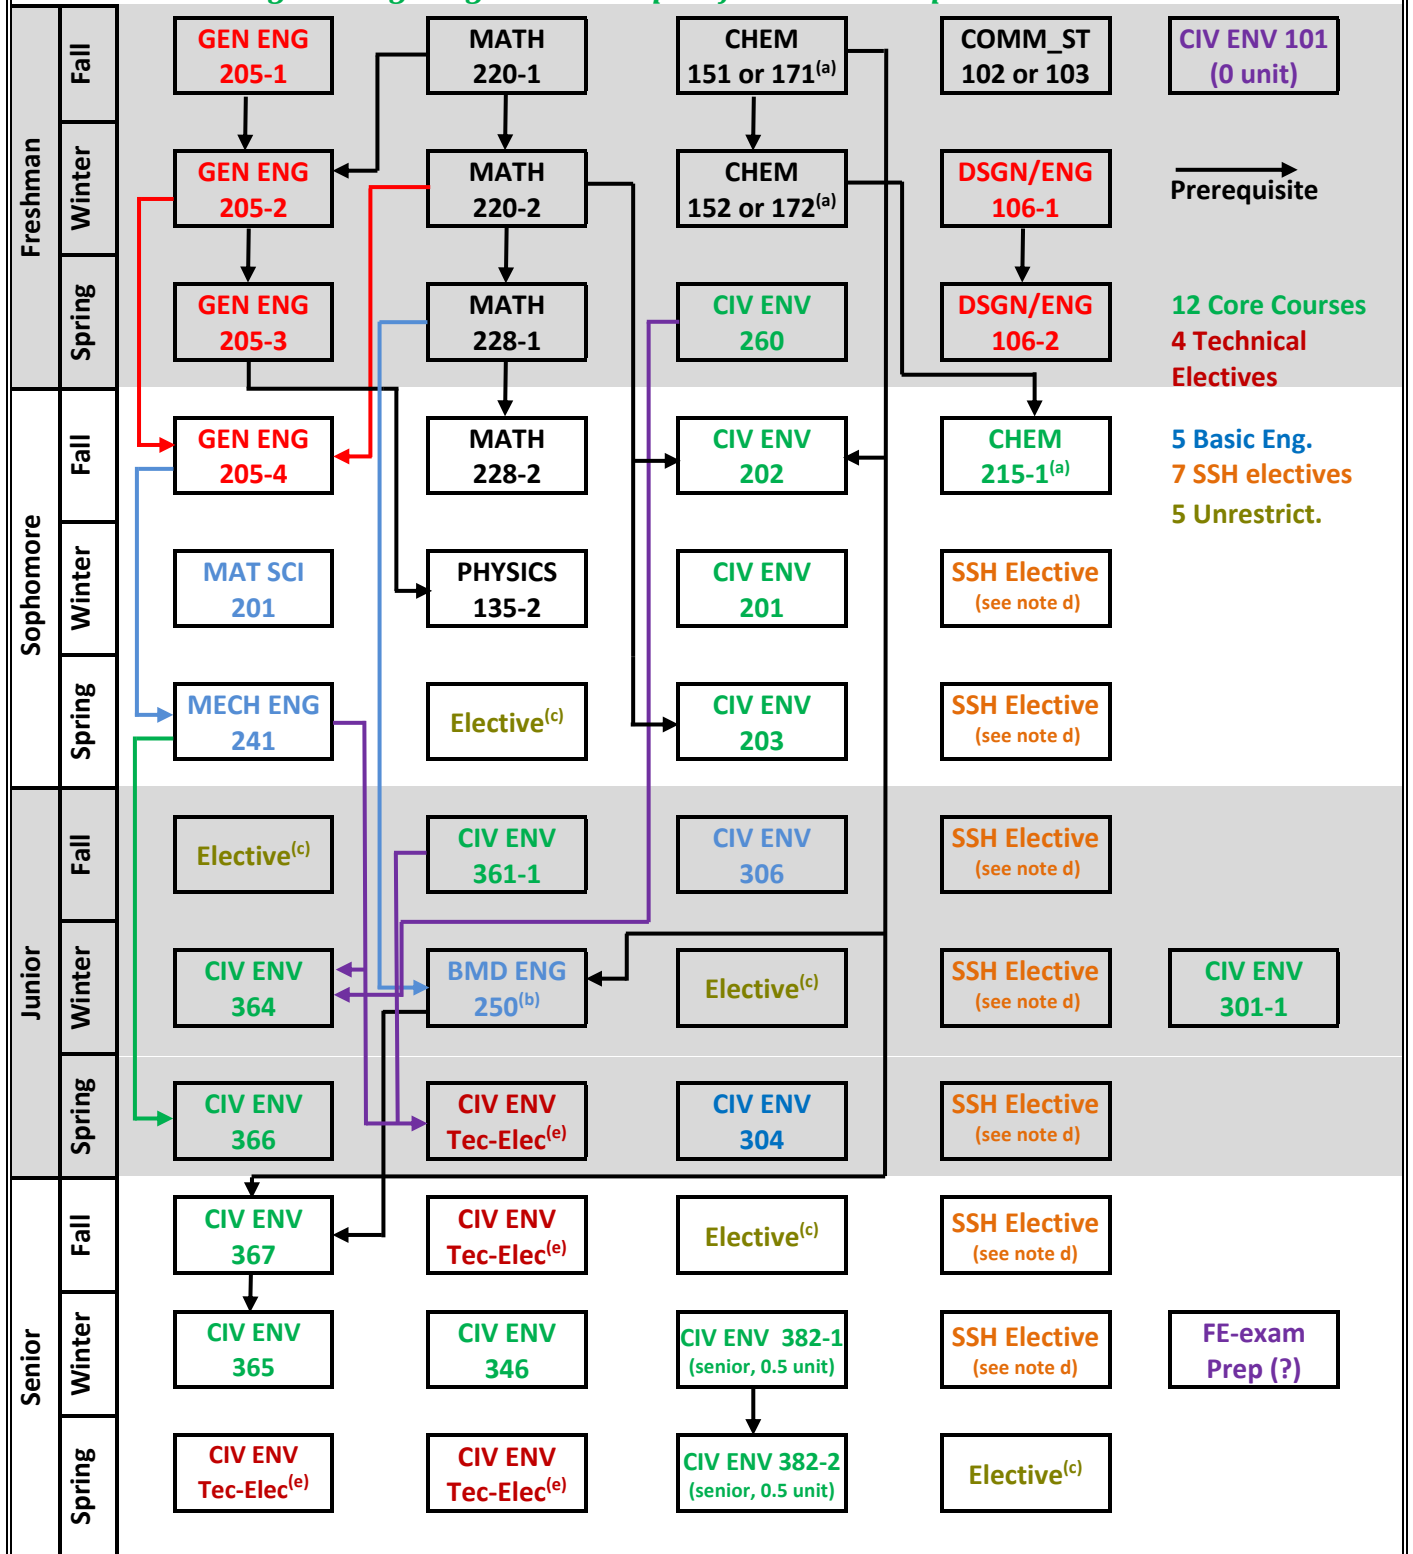 Fall
GEN ENG
205-1
MATH
220-1
CHEM
151 or 171(a)
COMM_ST
102 or 103
CIV ENV 101
(0 unit)
Freshman
Winter
GEN ENG
205-2
MATH
220-2
CHEM
152 or 172(a)
DSGN/ENG
106-1
Prerequisite
Spring
GEN ENG
205-3
MATH
228-1
CIV ENV
260
DSGN/ENG
106-2
12 Core Courses
4 Technical
Electives
Sophomore
Fall
GEN ENG
205-4
MATH
228-2
CIV ENV
202
CHEM
215-1(a)
5 Basic Eng.
7 SSH electives
5 Unrestrict.
Winter
MAT SCI
201
PHYSICS
135-2
CIV ENV
201
SSH Elective
(see note d)
Spring
MECH ENG
241
Elective(c)
CIV ENV
203
SSH Elective
(see note d)
Junior
Fall
Elective(c)
CIV ENV
361-1
CIV ENV
306
SSH Elective
(see note d)
Winter
CIV ENV
364
BMD ENG
250(b)
Elective(c)
SSH Elective
(see note d)
CIV ENV
301-1
Spring
CIV ENV
366
CIV ENV
Tec-Elec(e)
CIV ENV
304
SSH Elective
(see note d)
Senior
Fall
CIV ENV
367
CIV ENV
Tec-Elec(e)
Elective(c)
SSH Elective
(see note d)
Winter
CIV ENV
365
CIV ENV
346
CIV ENV 382-1
(senior, 0.5 unit)
SSH Elective
(see note d)
FE-exam
Prep (?)
Spring
CIV ENV
Tec-Elec(e)
CIV ENV
Tec-Elec(e)
CIV ENV 382-2
(senior, 0.5 unit)
Elective(c)